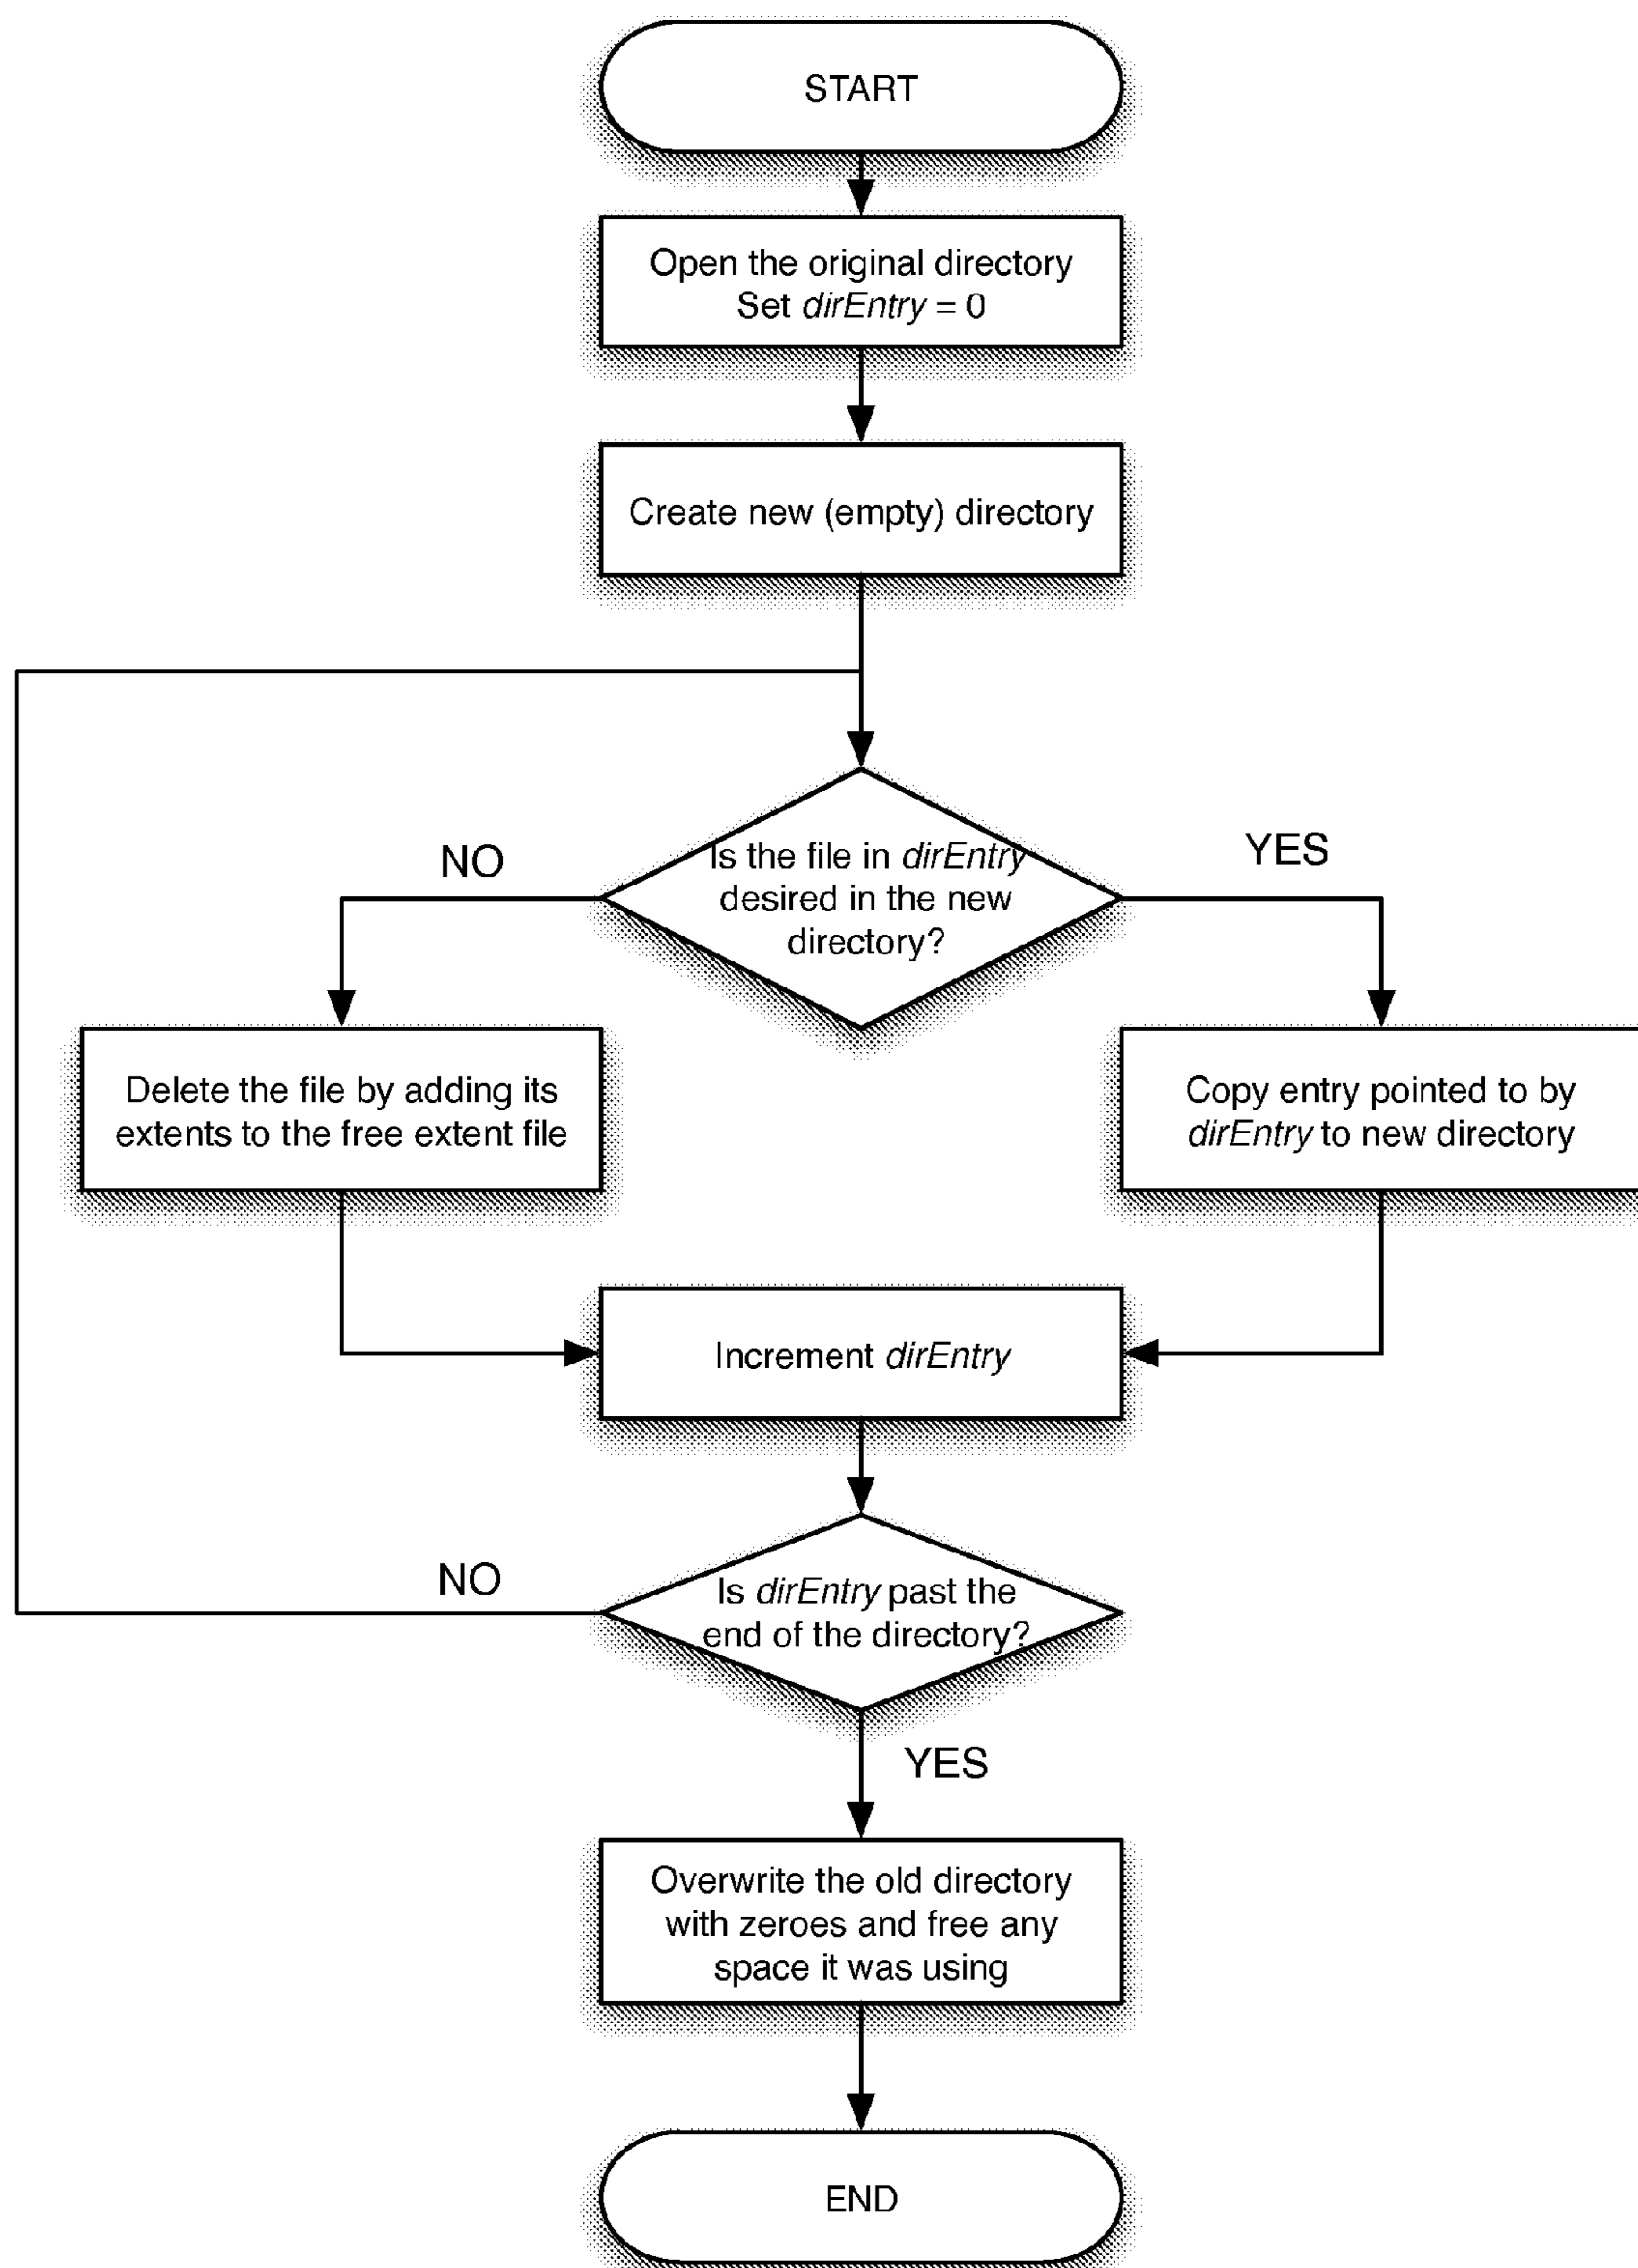 START
Open the original directory
Set dirEntry = 0
Create new (empty) directory
NO
YES
Is the file in dirEntry
desired in the new
directory?
Delete the file by adding its
extents to the free extent file
Copy entry pointed to by
dirEntry to new directory
Increment dirEntry
NO
Is dirEntry past the
end of the directory?
YES
Overwrite the old directory
with zeroes and free any
space it was using
END